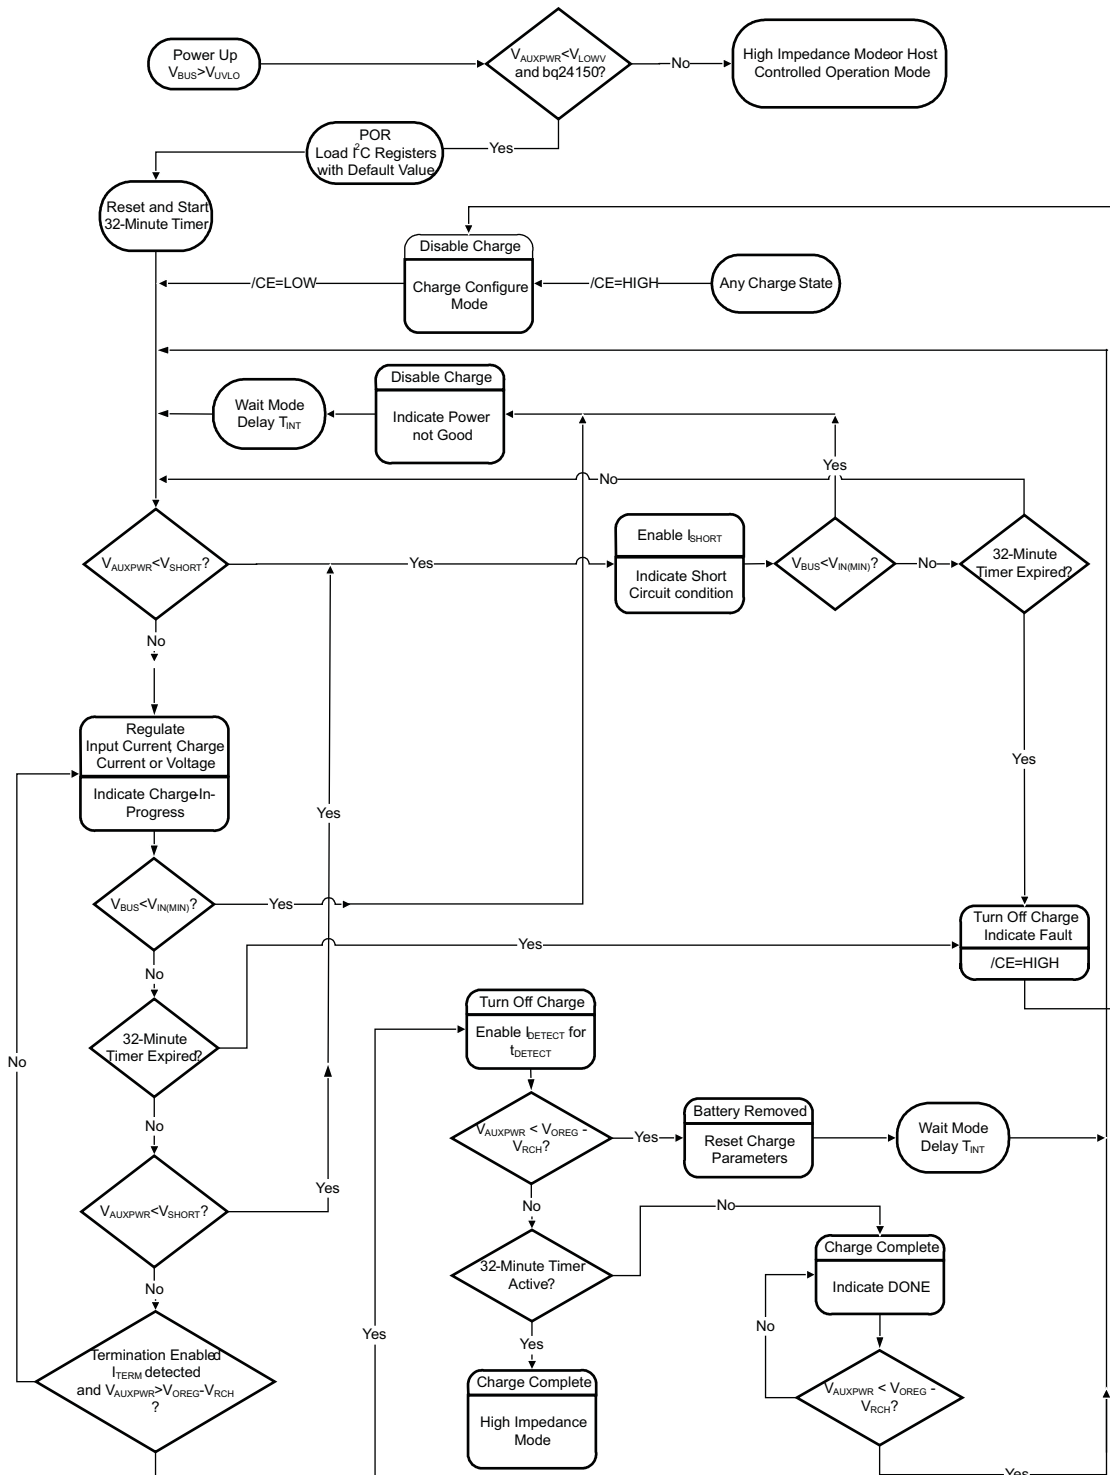 Power Up
VBUS>VUVLO
VAUXPWR<VLOWV
and bq24150?
No
High Impedance Modeor Host
Controlled Operation Mode
Yes
POR
Load I2C Registers
with Default Value
Reset and Start
32-Minute Timer
Disable Charge
Charge Configure
Mode
/CE=LOW
/CE=HIGH
Any Charge State
Disable Charge
Indicate Power
not Good
Wait Mode
Delay TINT
Yes
No
VAUXPWR<VSHORT?
Yes
Enable ISHORT
Indicate Short
Circuit condition
VBUS<VIN(MIN)?
No
32-Minute
Timer Expired?
No
Regulate
Input Current, Charge
Current or Voltage
Indicate Charge-In-
Progress
Yes
Yes
VBUS<VIN(MIN)?
Yes
Turn Off Charge
Indicate Fault
/CE=HIGH
Yes
No
32-Minute
Timer Expired?
No
Turn Off Charge
Enable IDETECT for
tDETECT
No
VAUXPWR < VOREG -
VRCH?
Yes
Battery Removed
Reset Charge
Parameters
Wait Mode
Delay TINT
VAUXPWR<VSHORT?
Yes
No
No
32-Minute Timer
Active?
Charge Complete
Indicate DONE
No
Yes
No
Yes
Termination Enabled
ITERM detected
and VAUXPWR>VOREG-VRCH
?
Charge Complete
High Impedance
Mode
VAUXPWR < VOREG -
VRCH?
Yes